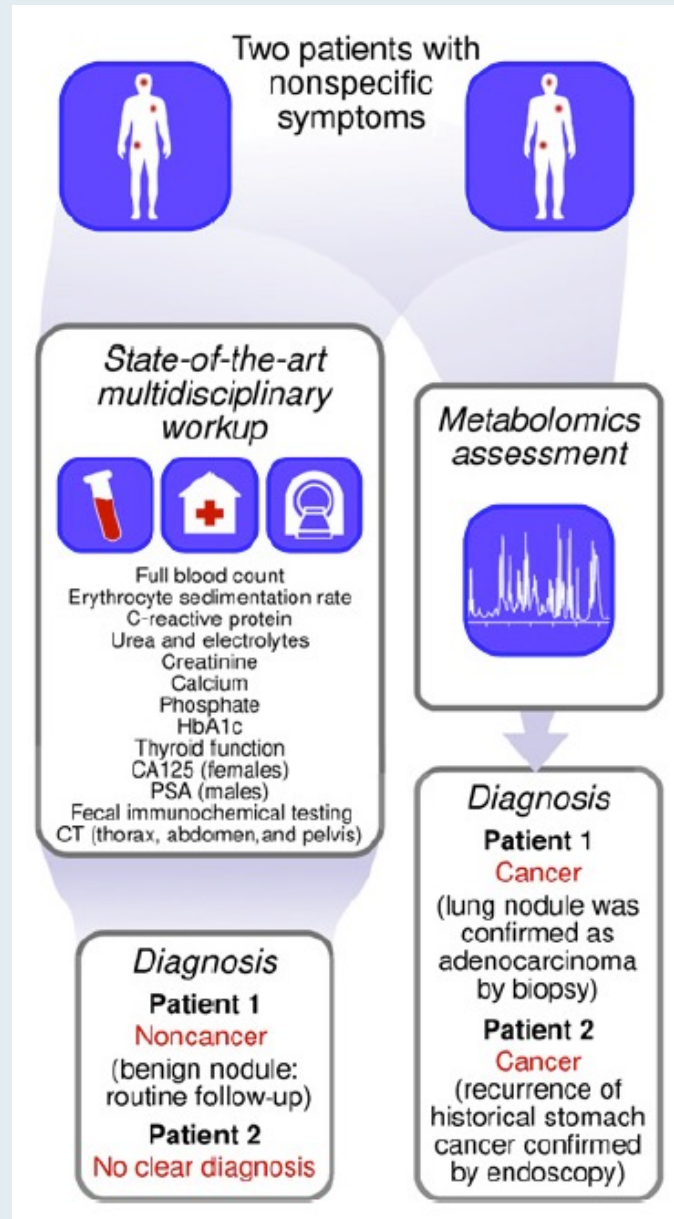 Two patients with
nonspecific
symptoms
State-of-the-art
multidisciplinary
workup
Full blood count
Erythrocyte sedimentation rate
C-reactive protein
Urea and electrolytes
Creatinine
Calcium
Phosphate
HbA1c
Thyroid function
CA125 (females)
PSA (males)
Fecal immunochemical testing
CT (thorax, abdomen, and pelvis)
Diagnosis
Patient 1
Noncancer
(benign nodule:
routine follow-up)
Patient 2
No clear diagnosis
Metabolomics
assessment
Diagnosis
Patient 1
Cancer
(lung nodule was
confirmed as
adenocarcinoma
by biopsy)
Patient 2
Cancer
(recurrence of
historical stomach
cancer confirmed
by endoscopy)